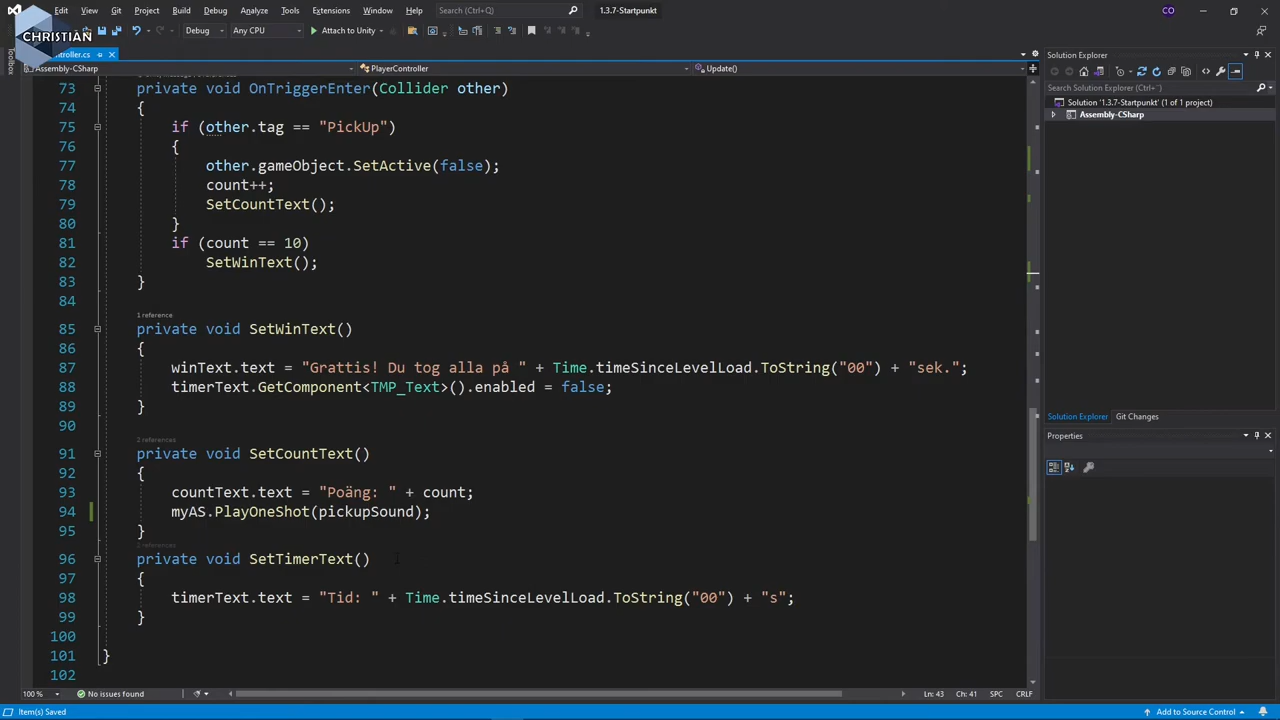 CHRISTIAN
File Edit View Git Project Build Debug Test Analyze Tools Extensions Window Help Search (Ctrl+Q) 1.3.7-Startpunkt CO
Debug Any CPU Attach to Unity
Toolbox
Assembly-CSharp PlayerController Update()
73 private void OnTriggerEnter(Collider other)
74 {
75 if (other.tag == "PickUp")
76 {
77 other.gameObject.SetActive(false);
78 count++;
79 SetCountText();
80 }
81 if (count == 10)
82 SetWinText();
83 }
84
1 reference
85 private void SetWinText()
86 {
87 winText.text = "Grattis! Du tog alla på " + Time.timeSinceLevelLoad.ToString("00") + "sek.";
88 timerText.GetComponent<TMP_Text>().enabled = false;
89 }
90
2 references
91 private void SetCountText()
92 {
93 countText.text = "Poäng: " + count;
94 myAS.PlayOneShot(pickupSound);
95 }
96 private void SetTimerText()
97 {
98 timerText.text = "Tid: " + Time.timeSinceLevelLoad.ToString("00") + "s";
99 }
100
101 }
102
100 % No issues found Ln: 43 Ch: 41 SPC CRLF
Item(s) Saved Add to Source Control
Solution Explorer
Search Solution Explorer (Ctrl+')
Solution '1.3.7-Startpunkt' (1 of 1 project)
Assembly-CSharp
Solution Explorer Git Changes
Properties